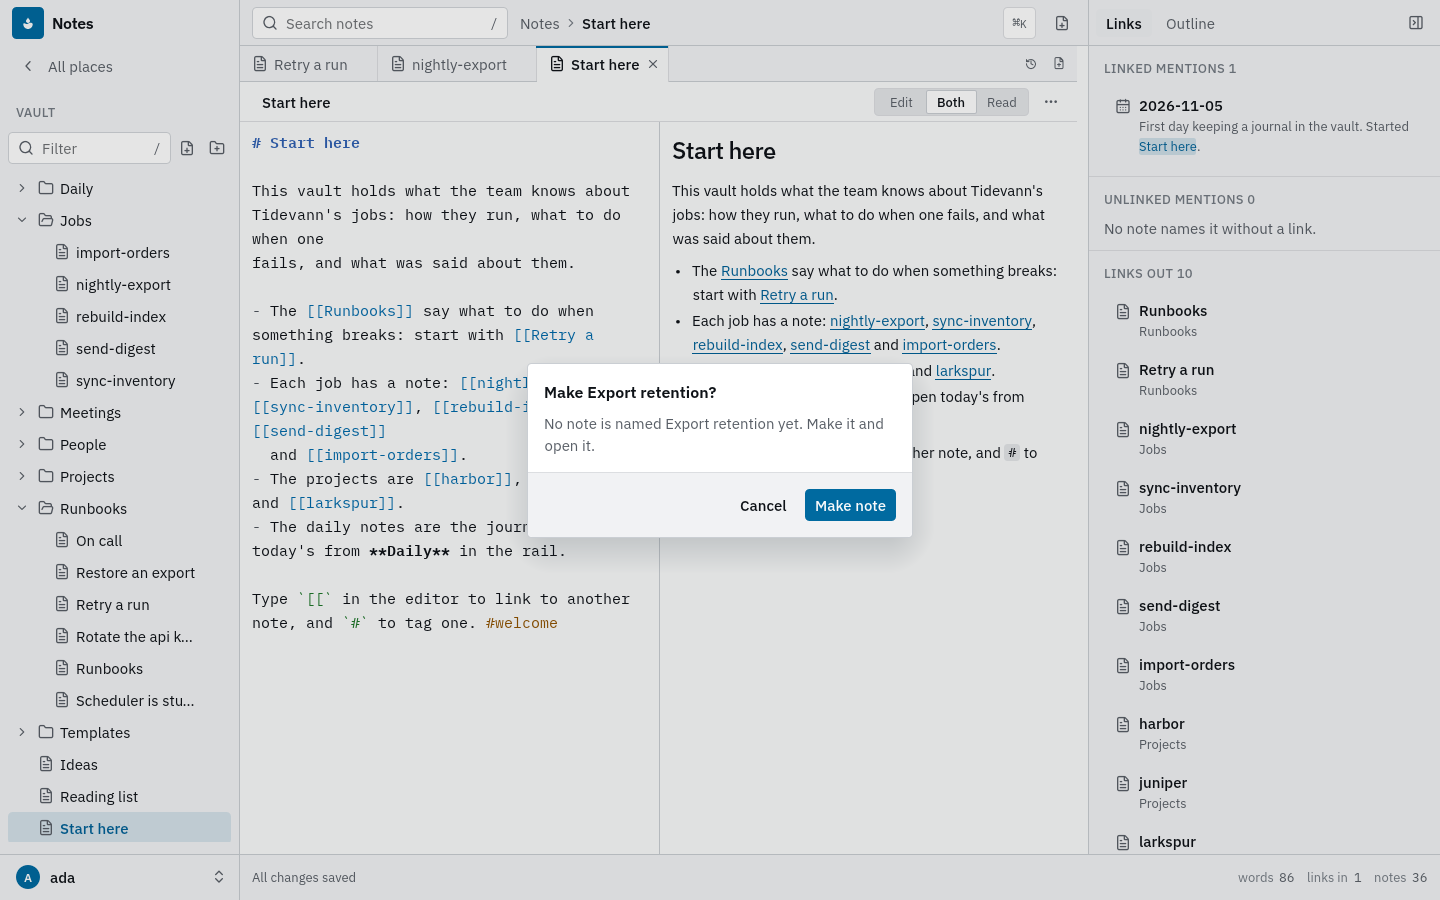 Notes
All places
VAULT
Filter /
Daily
Jobs
import-orders
nightly-export
rebuild-index
send-digest
sync-inventory
Meetings
People
Projects
Runbooks
On call
Restore an export
Retry a run
Rotate the api k...
Runbooks
Scheduler is stu...
Templates
Ideas
Reading list
Start here
A ada
Search notes /
Notes > Start here
⌘K
Retry a run
nightly-export
Start here
Start here
Edit Both Read
# Start here
This vault holds what the team knows about
Tidevann's jobs: how they run, what to do
when one
fails, and what was said about them.
- The [[Runbooks]] say what to do when
something breaks: start with [[Retry a
run]].
- Each job has a note: [[nightl
[[sync-inventory]], [[rebuild-i
[[send-digest]]
and [[import-orders]].
- The projects are [[harbor]],
and [[larkspur]].
- The daily notes are the journ
today's from **Daily** in the rail.
Type `[[` in the editor to link to another
note, and `#` to tag one. #welcome
Start here
This vault holds what the team knows about Tidevann's
jobs: how they run, what to do when one fails, and what
was said about them.
• The Runbooks say what to do when something breaks:
start with Retry a run.
• Each job has a note: nightly-export, sync-inventory,
rebuild-index, send-digest and import-orders.
nd larkspur.
pen today's from
her note, and # to
Make Export retention?
No note is named Export retention yet. Make it and
open it.
Cancel Make note
Links Outline
LINKED MENTIONS 1
2026-11-05
First day keeping a journal in the vault. Started
Start here.
UNLINKED MENTIONS 0
No note names it without a link.
LINKS OUT 10
Runbooks
Runbooks
Retry a run
Runbooks
nightly-export
Jobs
sync-inventory
Jobs
rebuild-index
Jobs
send-digest
Jobs
import-orders
Jobs
harbor
Projects
juniper
Projects
larkspur
All changes saved
words 86 links in 1 notes 36